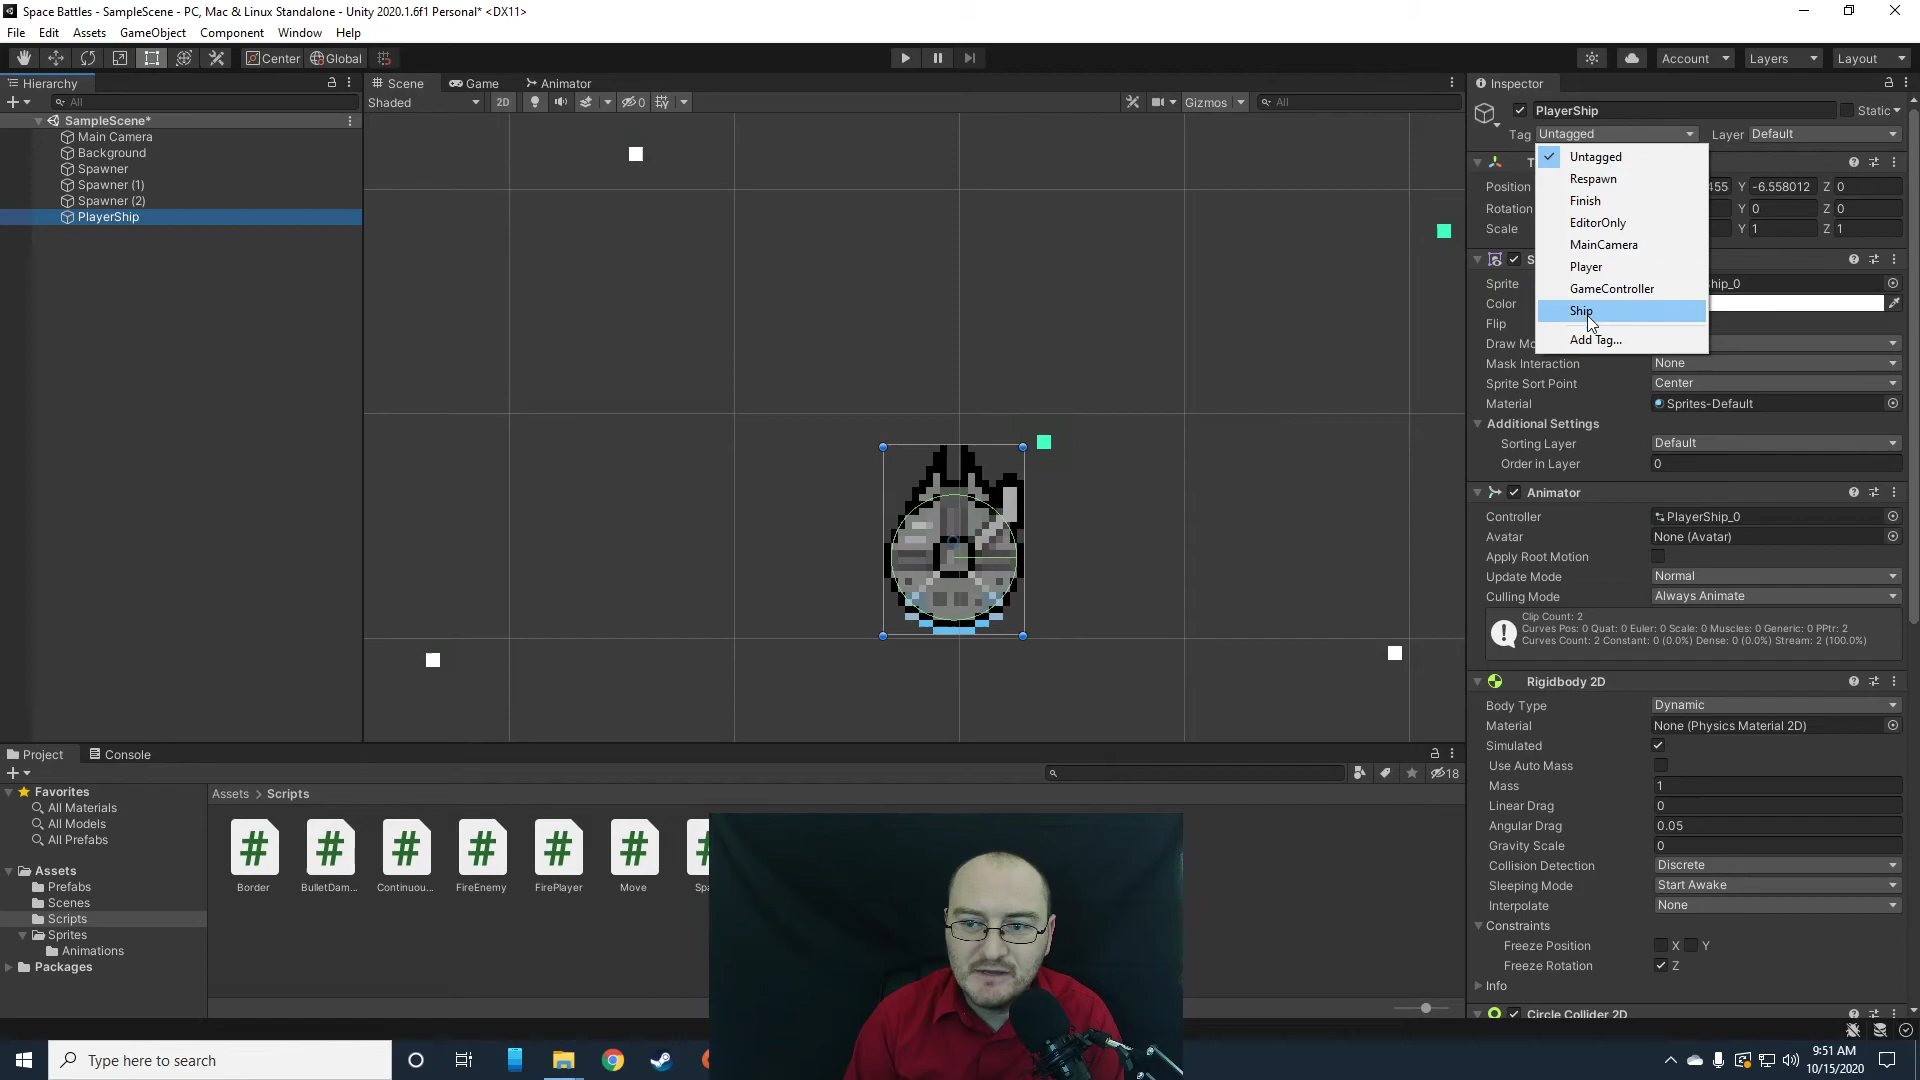 Space Battles - SampleScene - PC, Mac & Linux Standalone - Unity 2020.1.6f1 Personal* <DX11>
File Edit Assets GameObject Component Window Help
Center Global Account Layers Layout
Hierarchy
All
SampleScene*
Main Camera
Background
Spawner
Spawner (1)
Spawner (2)
PlayerShip
Scene Game Animator
Shaded 2D 0 Gizmos All
Inspector
PlayerShip Static
Tag Untagged Layer Default
Untagged
Respawn
Finish
EditorOnly
MainCamera
Player
GameController
Ship
Add Tag...
T
Position 455 Y -6.558012 Z 0
Rotation Y 0 Z 0
Scale Y 1 Z 1
S
Sprite hip_0
Color
Flip
Draw Mo
Mask Interaction None
Sprite Sort Point Center
Material Sprites-Default
Additional Settings
Sorting Layer Default
Order in Layer 0
Animator
Controller PlayerShip_0
Avatar None (Avatar)
Apply Root Motion
Update Mode Normal
Culling Mode Always Animate
Clip Count: 2
Curves Pos: 0 Quat: 0 Euler: 0 Scale: 0 Muscles: 0 Generic: 0 PPtr: 2
Curves Count: 2 Constant: 0 (0.0%) Dense: 0 (0.0%) Stream: 2 (100.0%)
Rigidbody 2D
Body Type Dynamic
Material None (Physics Material 2D)
Simulated
Use Auto Mass
Mass 1
Linear Drag 0
Angular Drag 0.05
Gravity Scale 0
Collision Detection Discrete
Sleeping Mode Start Awake
Interpolate None
Constraints
Freeze Position X Y
Freeze Rotation Z
Info
Circle Collider 2D
Project Console
18
Favorites
All Materials
All Models
All Prefabs
Assets
Prefabs
Scenes
Scripts
Sprites
Animations
Packages
Assets > Scripts
Border BulletDam... Continuou... FireEnemy FirePlayer Move Spa
Type here to search
9:51 AM
10/15/2020